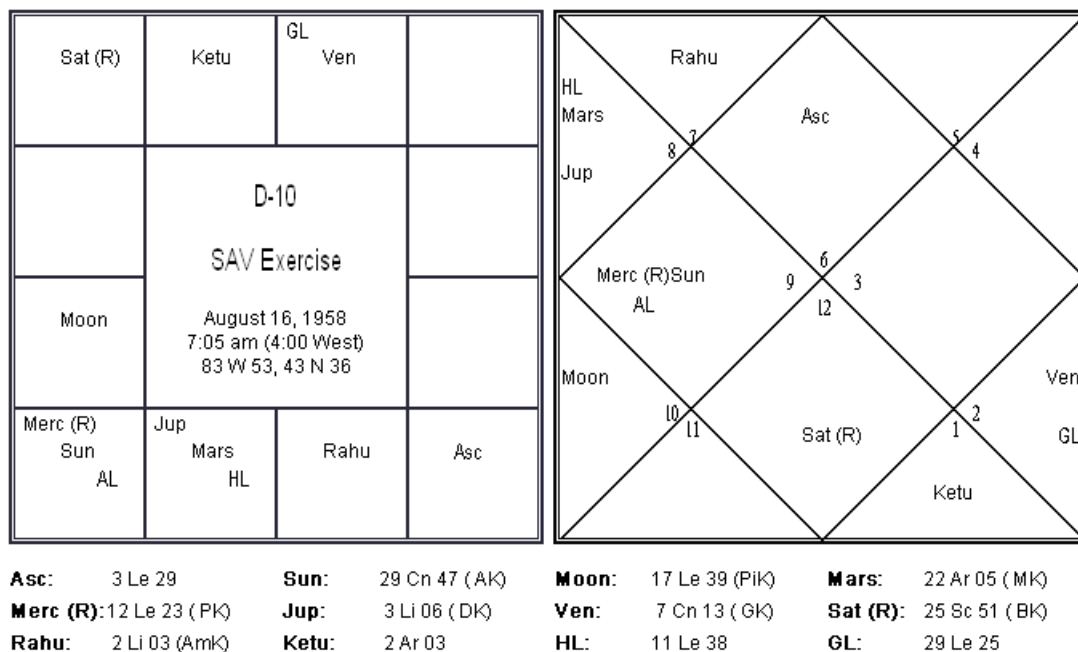 Sat (R) Ketu GL Ven
D-10
SAV Exercise
August 16, 1958
7:05 am (4:00 West)
83 W 53, 43 N 36
Moon
Merc (R) Sun AL
Jup Mars HL
Rahu
Asc
Rahu
HL
Mars
Asc
7
8
5
4
Jup
Merc (R)Sun
AL
6
9
3
12
Moon
Ven
10
11
2
1
Sat (R)
GL
Ketu
Asc: 3 Le 29 Sun: 29 Cn 47 (AK) Moon: 17 Le 39 (PiK) Mars: 22 Ar 05 (MK)
Merc (R): 12 Le 23 (PK) Jup: 3 Li 06 (DK) Ven: 7 Cn 13 (GK) Sat (R): 25 Sc 51 (BK)
Rahu: 2 Li 03 (AmK) Ketu: 2 Ar 03 HL: 11 Le 38 GL: 29 Le 25